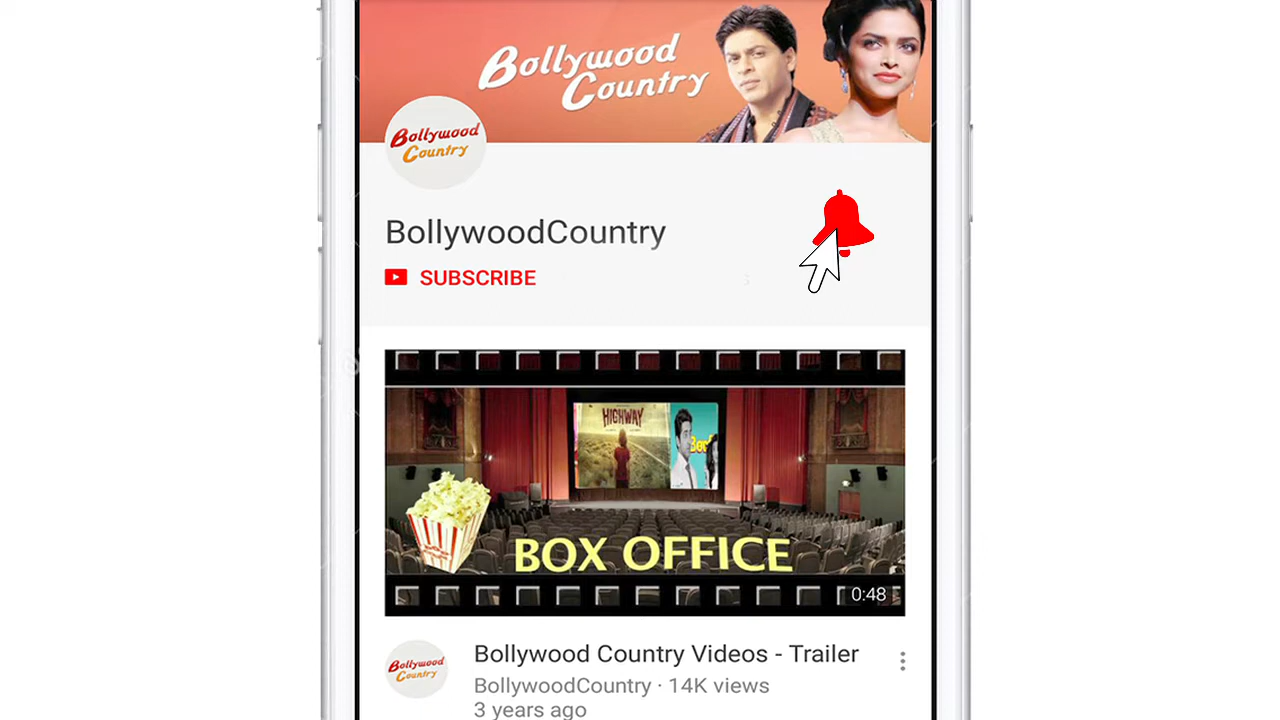 Bollywood
Country
Bollywood
Country
BollywoodCountry
SUBSCRIBE
HIGHWAY
BOX OFFICE
0:48
Bollywood
Country
Bollywood Country Videos - Trailer
BollywoodCountry · 14K views
3 years ago